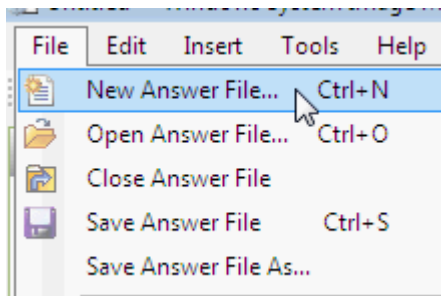 File Edit Insert Tools Help
New Answer File... Ctrl+N
Open Answer File... Ctrl+O
Close Answer File
Save Answer File Ctrl+S
Save Answer File As...